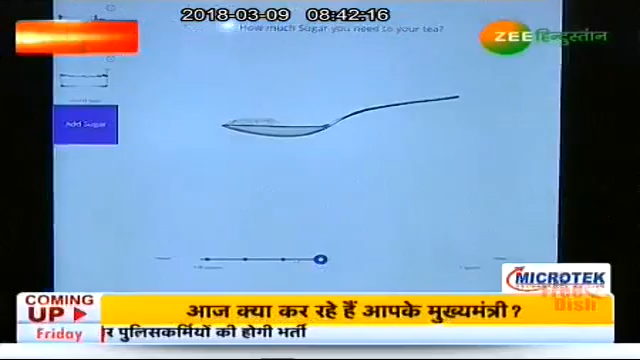 2018-03-09 08:42:16
How much Sugar you need to your tea?
ZEE हिन्दुस्तान
Add Sugar
MICROTEK
Dish
COMING UP
आज क्या कर रहे हैं आपके मुख्यमंत्री ?
Friday
र पुलिसकर्मियों की होगी भर्ती